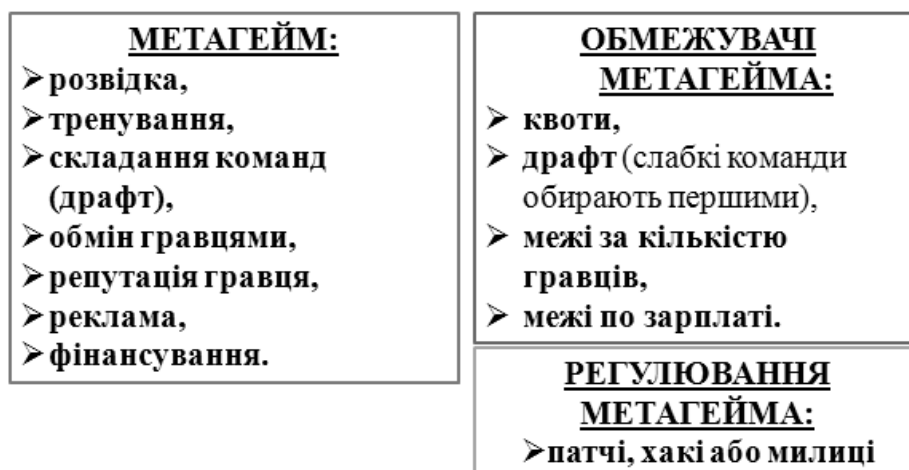 МЕТАГЕЙМ:
➢розвідка,
➢тренування,
➢складання команд
(драфт),
➢обмін гравцями,
➢репутація гравця,
➢реклама,
➢фінансування.
ОБМЕЖУВАЧІ
МЕТАГЕЙМА:
➢ квоти,
➢ драфт (слабкі команди
обирають першими),
➢ межі за кількістю
гравців,
➢ межі по зарплаті.
РЕГУЛЮВАННЯ
МЕТАГЕЙМА:
➢патчі, хакі або милиці